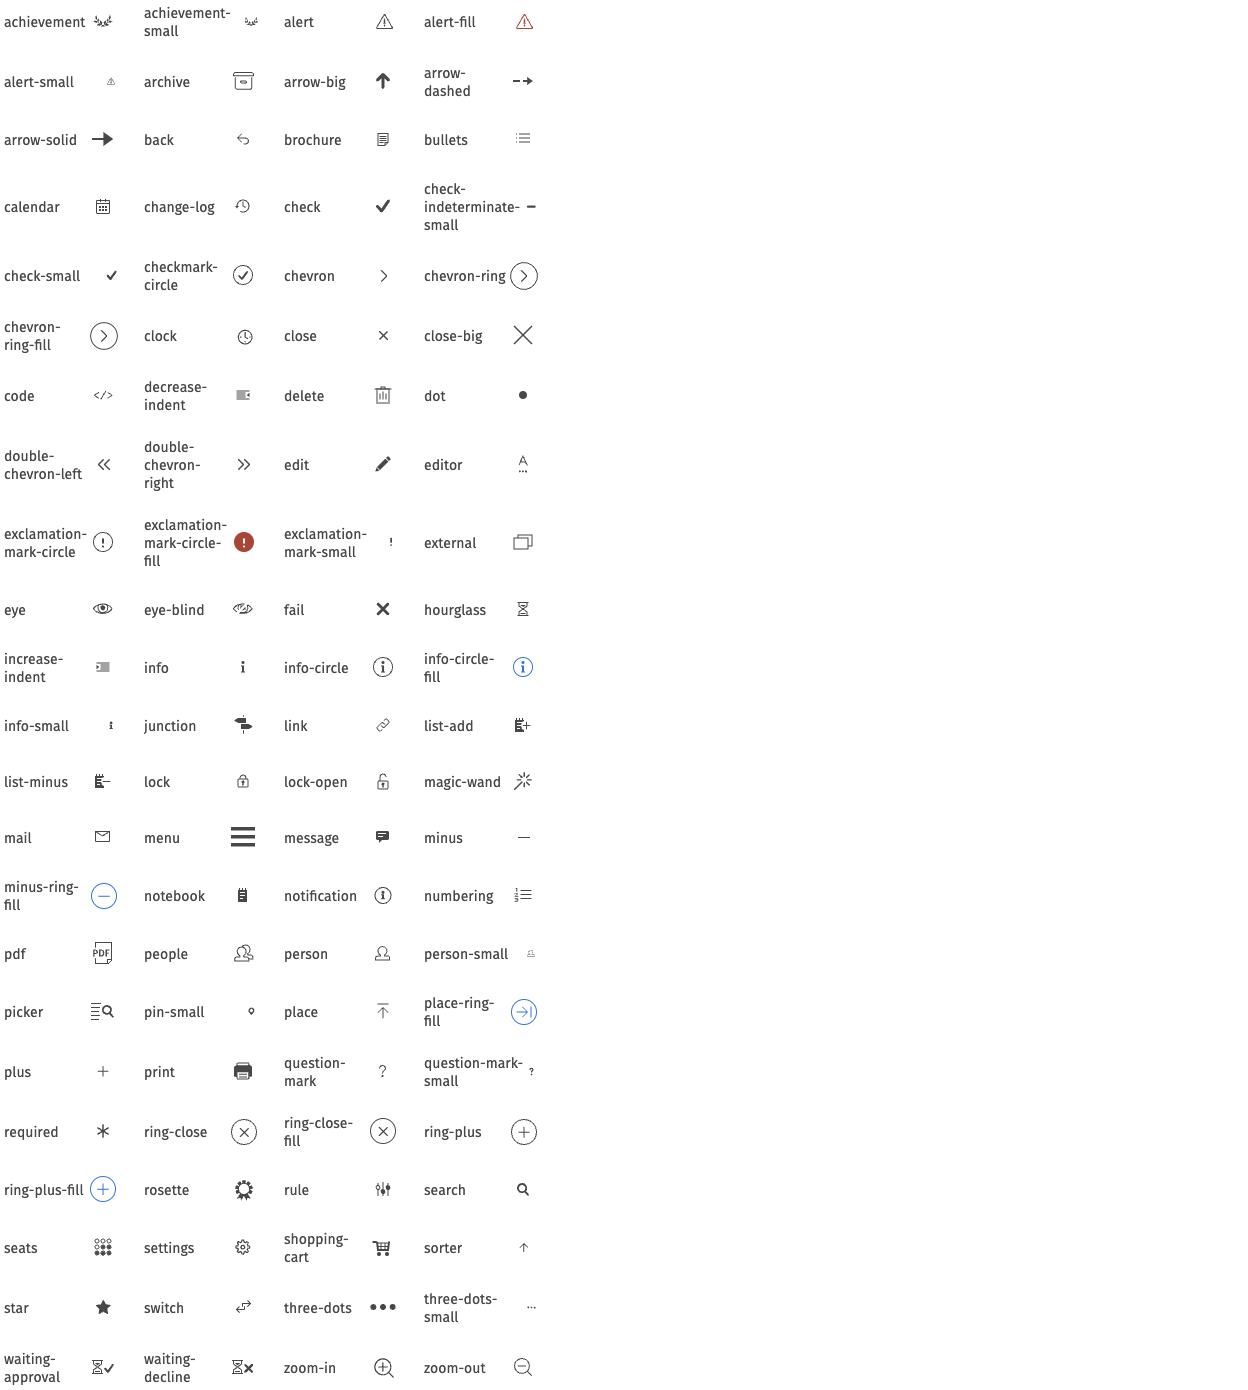 achievement
achievement-
small
alert
alert-fill
alert-small
archive
arrow-big
arrow-
dashed
arrow-solid
back
brochure
bullets
calendar
change-log
check
check-
indeterminate-
small
check-small
checkmark-
circle
chevron
chevron-ring
chevron-
ring-fill
clock
close
close-big
code
</>
decrease-
indent
delete
dot
double-
chevron-left
double-
chevron-
right
edit
editor
A
exclamation-
mark-circle
exclamation-
mark-circle-
fill
exclamation-
mark-small
external
eye
eye-blind
fail
hourglass
increase-
indent
info
info-circle
info-circle-
fill
info-small
junction
link
list-add
list-minus
lock
lock-open
magic-wand
mail
menu
message
minus
minus-ring-
fill
notebook
notification
numbering
pdf
PDF
people
person
person-small
picker
pin-small
place
place-ring-
fill
plus
print
question-
mark
?
question-mark-
small
?
required
ring-close
ring-close-
fill
ring-plus
ring-plus-fill
rosette
rule
search
seats
settings
shopping-
cart
sorter
star
switch
three-dots
three-dots-
small
waiting-
approval
waiting-
decline
zoom-in
zoom-out